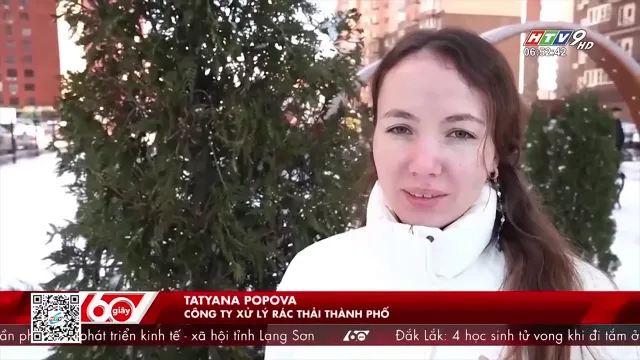 HTV9 HD
06:52:42
TATYANA POPOVA
CÔNG TY XỬ LÝ RÁC THẢI THÀNH PHỐ
60 giây
phát triển kinh tế - xã hội tỉnh Lạng Sơn 60 Đắk Lắk: 4 học sinh tử vong khi đi tắm